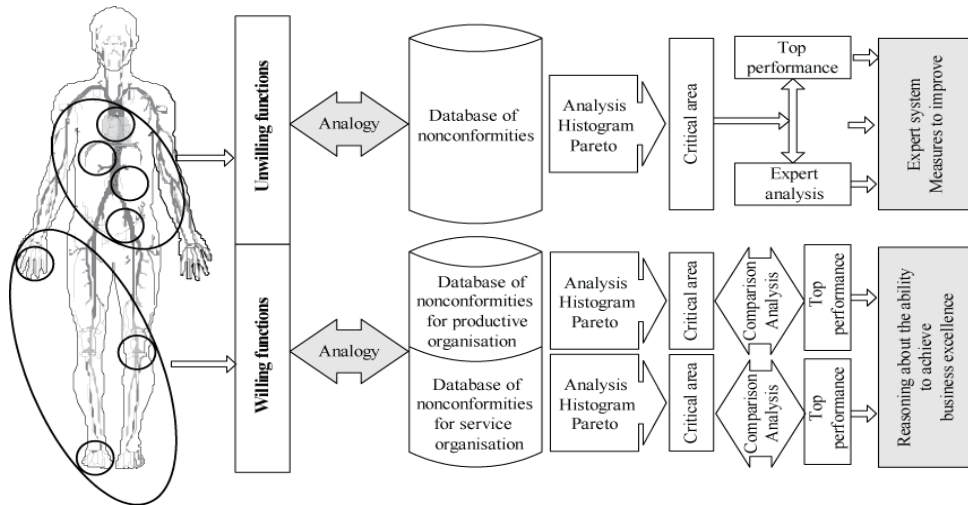 Unwilling functions
Analogy
Database of
nonconformities
Analysis
Histogram
Pareto
Critical area
Top
performance
Expert
analysis
Expert system
Measures to improve
Willing functions
Analogy
Database of
nonconformities
for productive
organisation
Analysis
Histogram
Pareto
Critical area
Comparison
Analysis
Top
performance
Database of
nonconformities
for service
organisation
Analysis
Histogram
Pareto
Critical area
Comparison
Analysis
Top
performance
Reasoning about the ability
to achieve
business excellence